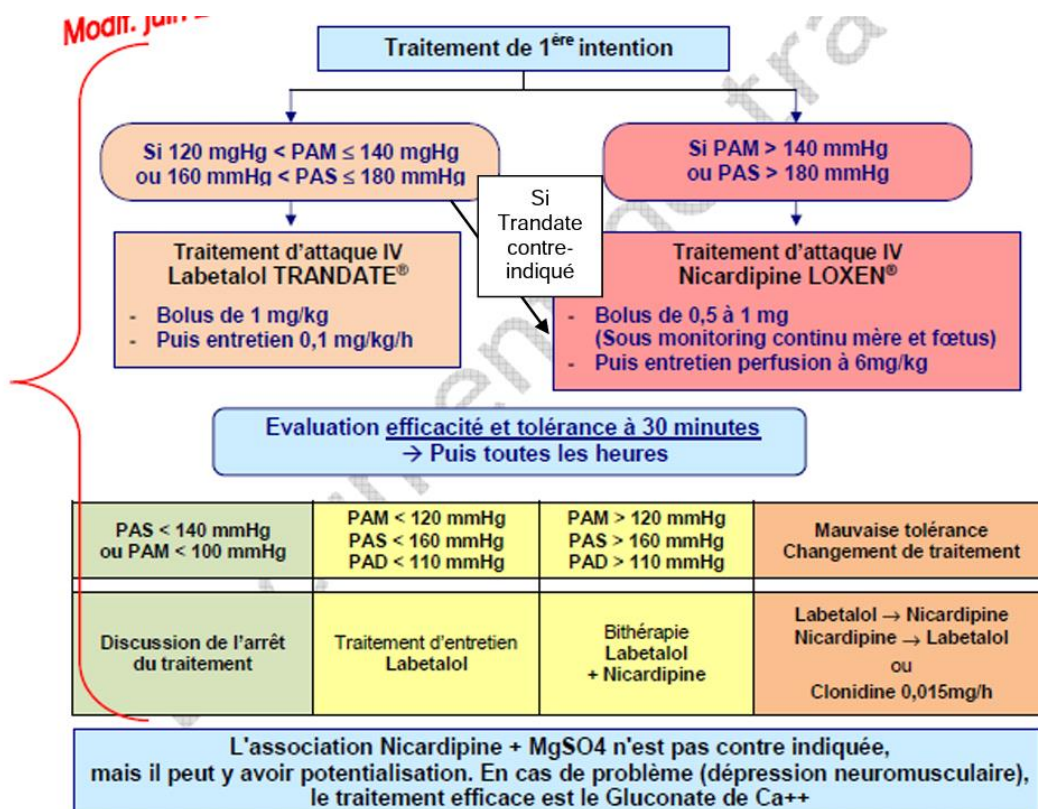 Modif. juin
Traitement de 1ère intention
Si 120 mgHg < PAM ≤ 140 mgHg
ou 160 mmHg < PAS ≤ 180 mmHg
Si PAM > 140 mmHg
ou PAS > 180 mmHg
Si
Trandate
contre-
indiqué
Traitement d'attaque IV
Labetalol TRANDATE®
- Bolus de 1 mg/kg
- Puis entretien 0,1 mg/kg/h
Traitement d'attaque IV
Nicardipine LOXEN®
- Bolus de 0,5 à 1 mg
(Sous monitoring continu mère et fœtus)
- Puis entretien perfusion à 6mg/kg
Evaluation efficacité et tolérance à 30 minutes
→ Puis toutes les heures
PAS < 140 mmHg
ou PAM < 100 mmHg
PAM < 120 mmHg
PAS < 160 mmHg
PAD < 110 mmHg
PAM > 120 mmHg
PAS > 160 mmHg
PAD > 110 mmHg
Mauvaise tolérance
Changement de traitement
Discussion de l'arrêt
du traitement
Traitement d'entretien
Labetalol
Bithérapie
Labetalol
+ Nicardipine
Labetalol → Nicardipine
Nicardipine → Labetalol
ou
Clonidine 0,015mg/h
L'association Nicardipine + MgSO4 n'est pas contre indiquée,
mais il peut y avoir potentialisation. En cas de problème (dépression neuromusculaire),
le traitement efficace est le Gluconate de Ca++